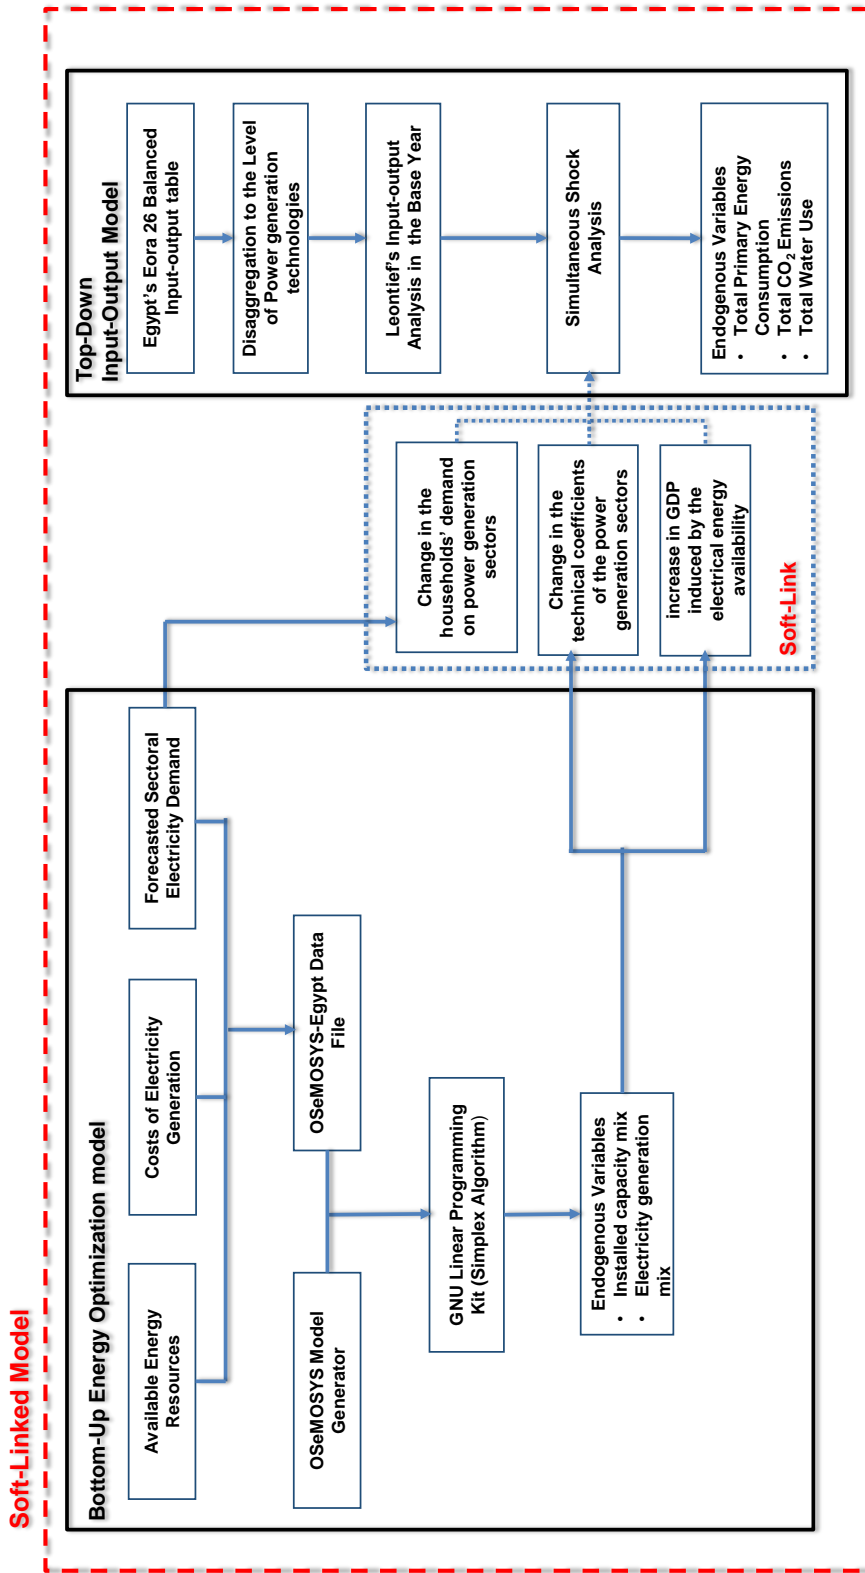 Soft-Linked Model
Bottom-Up Energy Optimization model
Available Energy
Resources
Costs of Electricity
Generation
Forecasted Sectoral
Electricity Demand
OSeMOSYS Model
Generator
OSeMOSYS-Egypt Data
File
GNU Linear Programming
Kit (Simplex Algorithm)
Endogenous Variables
• Installed capacity mix
• Electricity generation
mix
Change in the
households' demand
on power generation
sectors
Change in the
technical coefficients
of the power
generation sectors
increase in GDP
induced by the
electrical energy
availability
Soft-Link
Top-Down
Input-Output Model
Egypt's Eora 26 Balanced
Input-output table
Disaggregation to the Level
of Power generation
technologies
Leontief's Input-output
Analysis in the Base Year
Simultaneous Shock
Analysis
Endogenous Variables
• Total Primary Energy
Consumption
• Total CO₂ Emissions
• Total Water Use